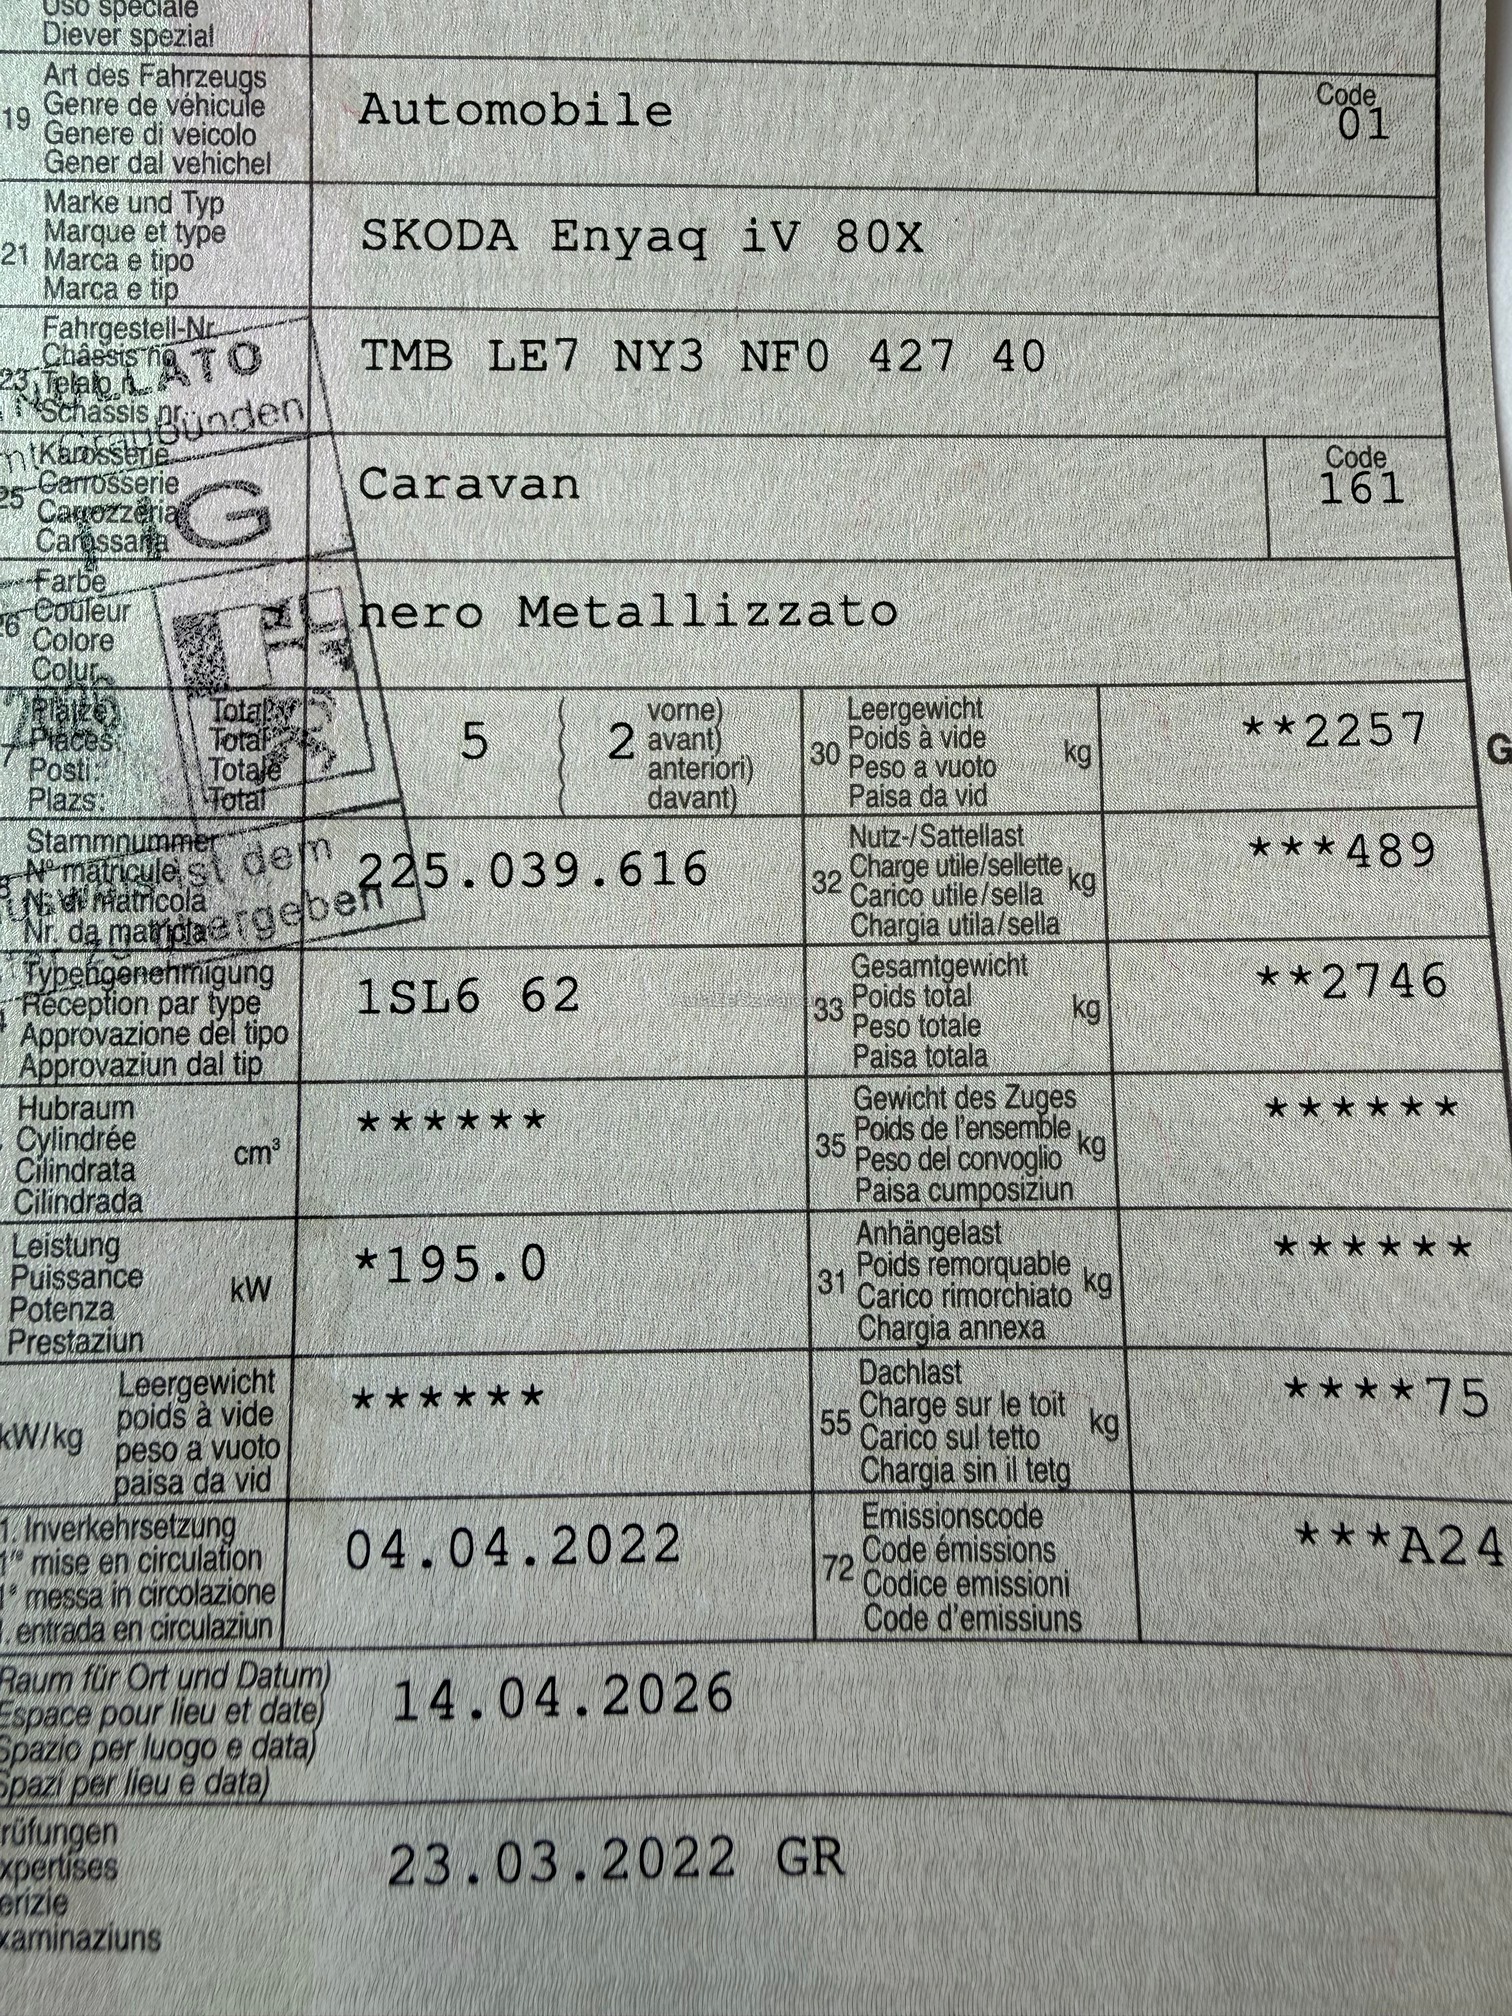 Uso speciale
Diever spezial
19 Art des Fahrzeugs
Genre de véhicule
Genere di veicolo
Gener dal vehichel
Automobile
Code
01
21 Marke und Typ
Marque et type
Marca e tipo
Marca e tip
SKODA Enyaq iV 80X
23 Fahrgestell-Nr.
Châssis no
Telaio n.
Schassis nr.
TMB LE7 NY3 NF0 427 40
25 Karosserie
Carrosserie
Carrozzeria
Carossaria
Caravan
Code
161
Farbe
Couleur
Colore
Colur
nero Metallizzato
Plätze: Total
Places: Total
Posti: Totale
Plazs: Total
5
2
vorne)
avant)
anteriori)
davant)
30 Leergewicht
Poids à vide
Peso a vuoto
Paisa da vid
kg
**2257
G
Stammnummer
N° matricule
N. di matricola
Nr. da matricla
225.039.616
32 Nutz-/Sattellast
Charge utile/sellette
Carico utile/sella
Chargia utila/sella
kg
***489
Typengenehmigung
Réception par type
Approvazione del tipo
Approvaziun dal tip
1SL6 62
33 Gesamtgewicht
Poids total
Peso totale
Paisa totala
kg
**2746
Hubraum
Cylindrée
Cilindrata
Cilindrada
cm³
******
35 Gewicht des Zuges
Poids de l'ensemble
Peso del convoglio
Paisa cumposiziun
kg
******
Leistung
Puissance
Potenza
Prestaziun
kW
*195.0
31 Anhängelast
Poids remorquable
Carico rimorchiato
Chargia annexa
kg
******
kW/kg
Leergewicht
poids à vide
peso a vuoto
paisa da vid
******
55 Dachlast
Charge sur le toit
Carico sul tetto
Chargia sin il tetg
kg
****75
1. Inverkehrsetzung
1re mise en circulation
1a messa in circolazione
1. entrada en circulaziun
04.04.2022
72 Emissionscode
Code émissions
Codice emissioni
Code d'emissiuns
***A24
Raum für Ort und Datum)
Espace pour lieu et date)
Spazio per luogo e data)
Spazi per lieu e data)
14.04.2026
rüfungen
xpertises
erizie
xaminaziuns
23.03.2022 GR
LATO
Graubünden
G
ist dem
übergeben